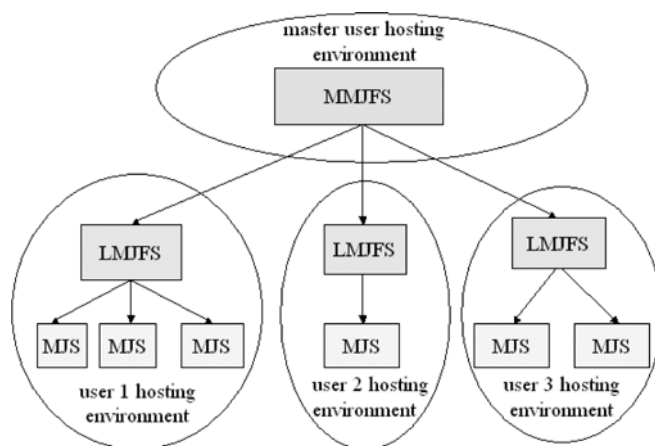 master user hosting
environment
MMJFS
LMJFS
LMJFS
LMJFS
MJS
MJS
MJS
MJS
MJS
MJS
user 1 hosting
environment
user 2 hosting
environment
user 3 hosting
environment